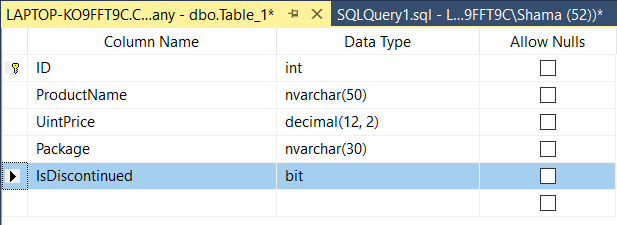 LAPTOP-KO9FFT9C.C...any - dbo.Table_1* SQLQuery1.sql - L...9FFT9C\Shama (52))*
Column Name Data Type Allow Nulls
ID int
ProductName nvarchar(50)
UintPrice decimal(12, 2)
Package nvarchar(30)
IsDiscontinued bit